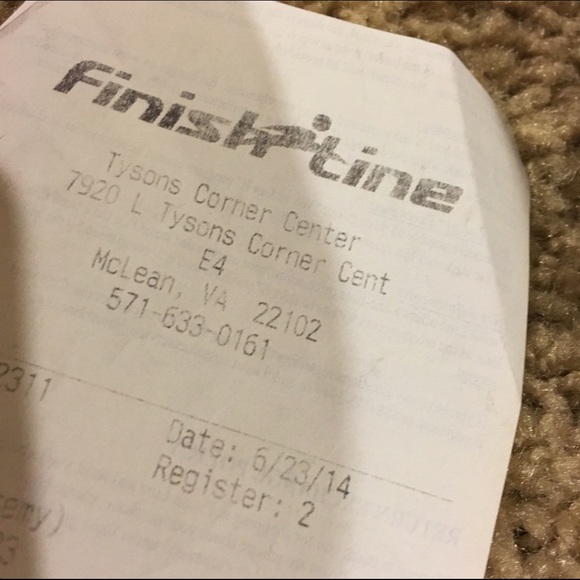 Finish Line
Tysons Corner Center
7920 L Tysons Corner Cent
E4
McLean, VA 22102
571-633-0161
2311
Date: 6/23/14
Register: 2